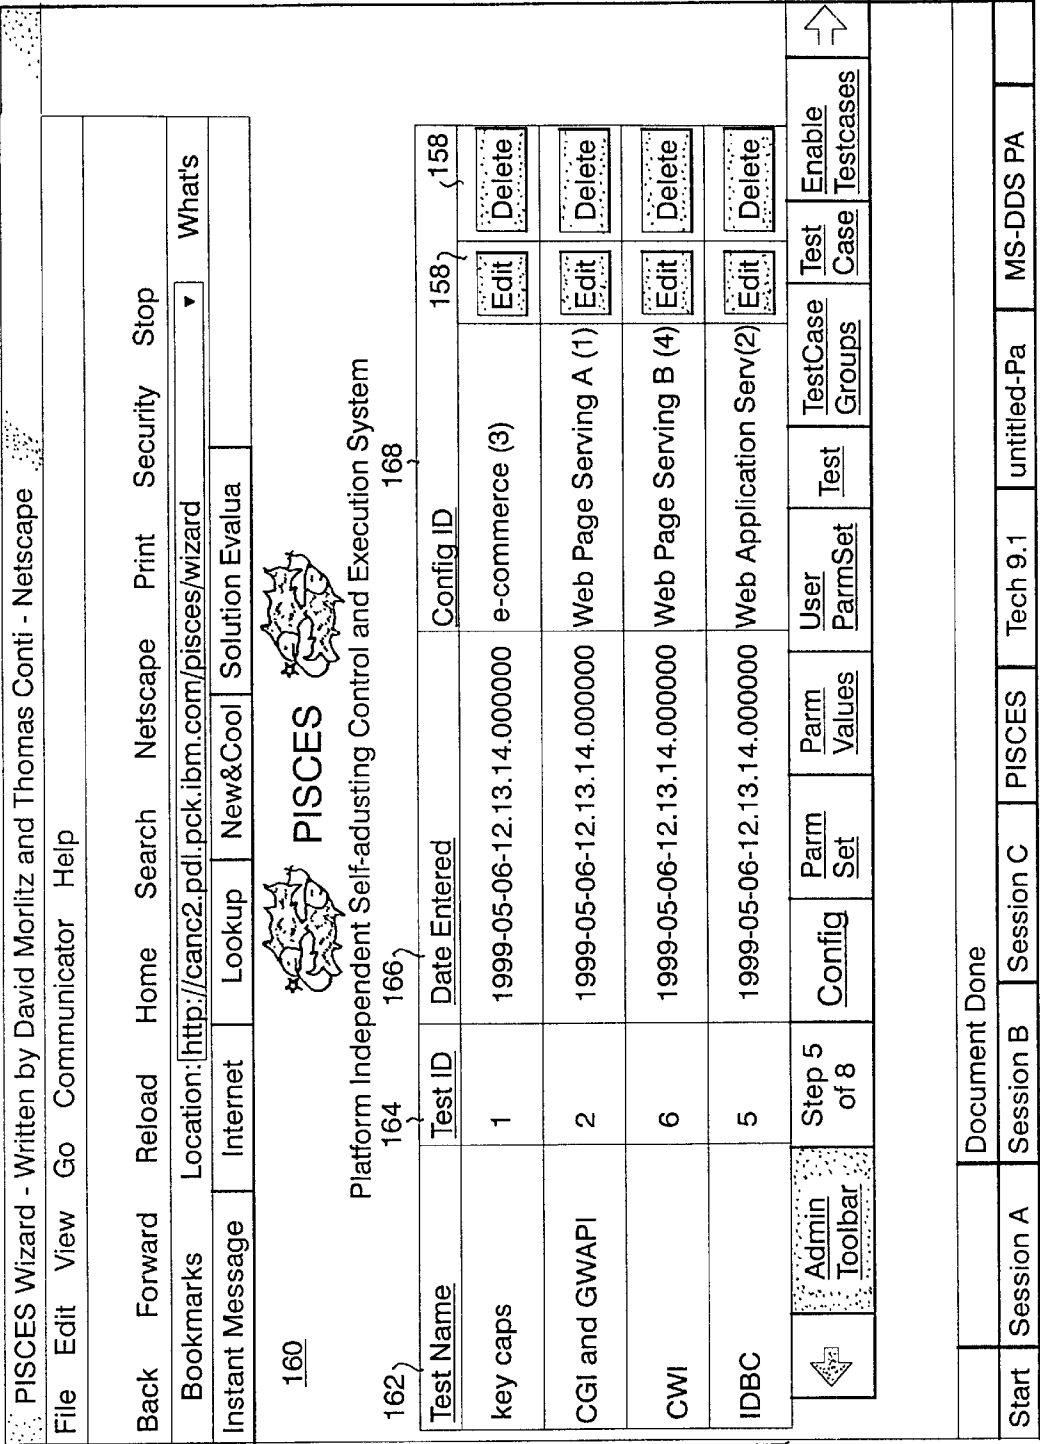 PISCES Wizard - Written by David Morlitz and Thomas Conti - Netscape
File Edit View Go Communicator Help
Back Forward Reload Home Search Netscape Print Security Stop
Bookmarks Location: http://canc2.pdl.pck.ibm.com/pisces/wizard What's
Instant Message Internet Lookup New&Cool Solution Evalua
160 PISCES
Platform Independent Self-adusting Control and Execution System
162 164 166 168 158 158
Test Name Test ID Date Entered Config ID
key caps 1 1999-05-06-12.13.14.000000 e-commerce (3) Edit Delete
CGI and GWAPI 2 1999-05-06-12.13.14.000000 Web Page Serving A (1) Edit Delete
CWI 6 1999-05-06-12.13.14.000000 Web Page Serving B (4) Edit Delete
IDBC 5 1999-05-06-12.13.14.000000 Web Application Serv(2) Edit Delete
Admin Toolbar Step 5 of 8 Config Parm Set Parm Values User ParmSet Test TestCase Groups Test Case Enable Testcases
Document Done
Start Session A Session B Session C PISCES Tech 9.1 untitled-Pa MS-DDS PA